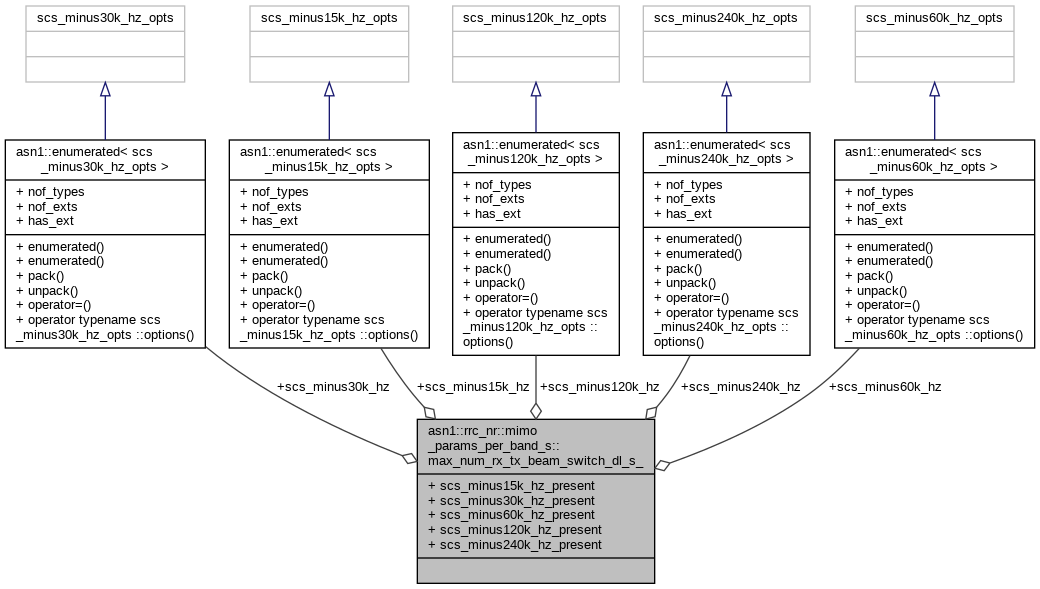 scs_minus30k_hz_opts
scs_minus15k_hz_opts
scs_minus120k_hz_opts
scs_minus240k_hz_opts
scs_minus60k_hz_opts
asn1::enumerated< scs
_minus30k_hz_opts >
+ nof_types
+ nof_exts
+ has_ext
+ enumerated()
+ enumerated()
+ pack()
+ unpack()
+ operator=()
+ operator typename scs
_minus30k_hz_opts ::options()
asn1::enumerated< scs
_minus15k_hz_opts >
+ nof_types
+ nof_exts
+ has_ext
+ enumerated()
+ enumerated()
+ pack()
+ unpack()
+ operator=()
+ operator typename scs
_minus15k_hz_opts ::options()
asn1::enumerated< scs
_minus120k_hz_opts >
+ nof_types
+ nof_exts
+ has_ext
+ enumerated()
+ enumerated()
+ pack()
+ unpack()
+ operator=()
+ operator typename scs
_minus120k_hz_opts ::
options()
asn1::enumerated< scs
_minus240k_hz_opts >
+ nof_types
+ nof_exts
+ has_ext
+ enumerated()
+ enumerated()
+ pack()
+ unpack()
+ operator=()
+ operator typename scs
_minus240k_hz_opts ::
options()
asn1::enumerated< scs
_minus60k_hz_opts >
+ nof_types
+ nof_exts
+ has_ext
+ enumerated()
+ enumerated()
+ pack()
+ unpack()
+ operator=()
+ operator typename scs
_minus60k_hz_opts ::options()
+scs_minus30k_hz
+scs_minus15k_hz
+scs_minus120k_hz
+scs_minus240k_hz
+scs_minus60k_hz
asn1::rrc_nr::mimo
_params_per_band_s::
max_num_rx_tx_beam_switch_dl_s_
+ scs_minus15k_hz_present
+ scs_minus30k_hz_present
+ scs_minus60k_hz_present
+ scs_minus120k_hz_present
+ scs_minus240k_hz_present